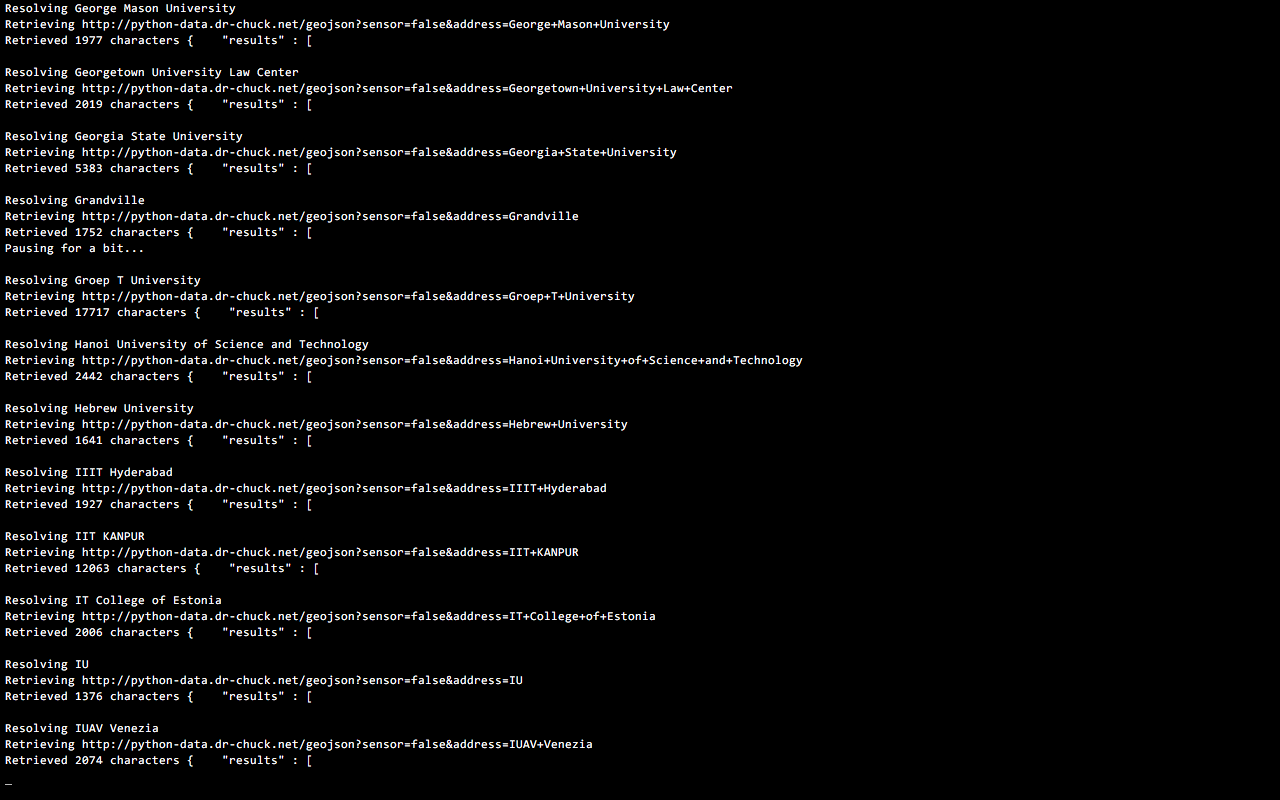 Resolving George Mason University
Retrieving http://python-data.dr-chuck.net/geojson?sensor=false&address=George+Mason+University
Retrieved 1977 characters {    "results" : [
Resolving Georgetown University Law Center
Retrieving http://python-data.dr-chuck.net/geojson?sensor=false&address=Georgetown+University+Law+Center
Retrieved 2019 characters {    "results" : [
Resolving Georgia State University
Retrieving http://python-data.dr-chuck.net/geojson?sensor=false&address=Georgia+State+University
Retrieved 5383 characters {    "results" : [
Resolving Grandville
Retrieving http://python-data.dr-chuck.net/geojson?sensor=false&address=Grandville
Retrieved 1752 characters {    "results" : [
Pausing for a bit...
Resolving Groep T University
Retrieving http://python-data.dr-chuck.net/geojson?sensor=false&address=Groep+T+University
Retrieved 17717 characters {    "results" : [
Resolving Hanoi University of Science and Technology
Retrieving http://python-data.dr-chuck.net/geojson?sensor=false&address=Hanoi+University+of+Science+and+Technology
Retrieved 2442 characters {    "results" : [
Resolving Hebrew University
Retrieving http://python-data.dr-chuck.net/geojson?sensor=false&address=Hebrew+University
Retrieved 1641 characters {    "results" : [
Resolving IIIT Hyderabad
Retrieving http://python-data.dr-chuck.net/geojson?sensor=false&address=IIIT+Hyderabad
Retrieved 1927 characters {    "results" : [
Resolving IIT KANPUR
Retrieving http://python-data.dr-chuck.net/geojson?sensor=false&address=IIT+KANPUR
Retrieved 12063 characters {    "results" : [
Resolving IT College of Estonia
Retrieving http://python-data.dr-chuck.net/geojson?sensor=false&address=IT+College+of+Estonia
Retrieved 2006 characters {    "results" : [
Resolving IU
Retrieving http://python-data.dr-chuck.net/geojson?sensor=false&address=IU
Retrieved 1376 characters {    "results" : [
Resolving IUAV Venezia
Retrieving http://python-data.dr-chuck.net/geojson?sensor=false&address=IUAV+Venezia
Retrieved 2074 characters {    "results" : [
_